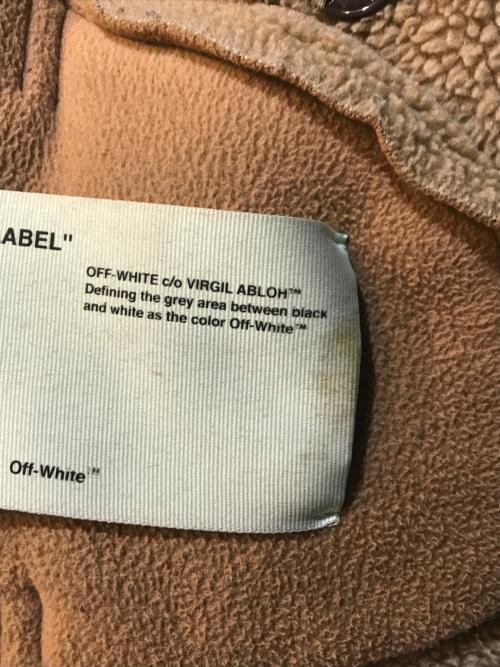 ABEL"
OFF-WHITE c/o VIRGIL ABLOH™
Defining the grey area between black
and white as the color Off-White™
Off-White™